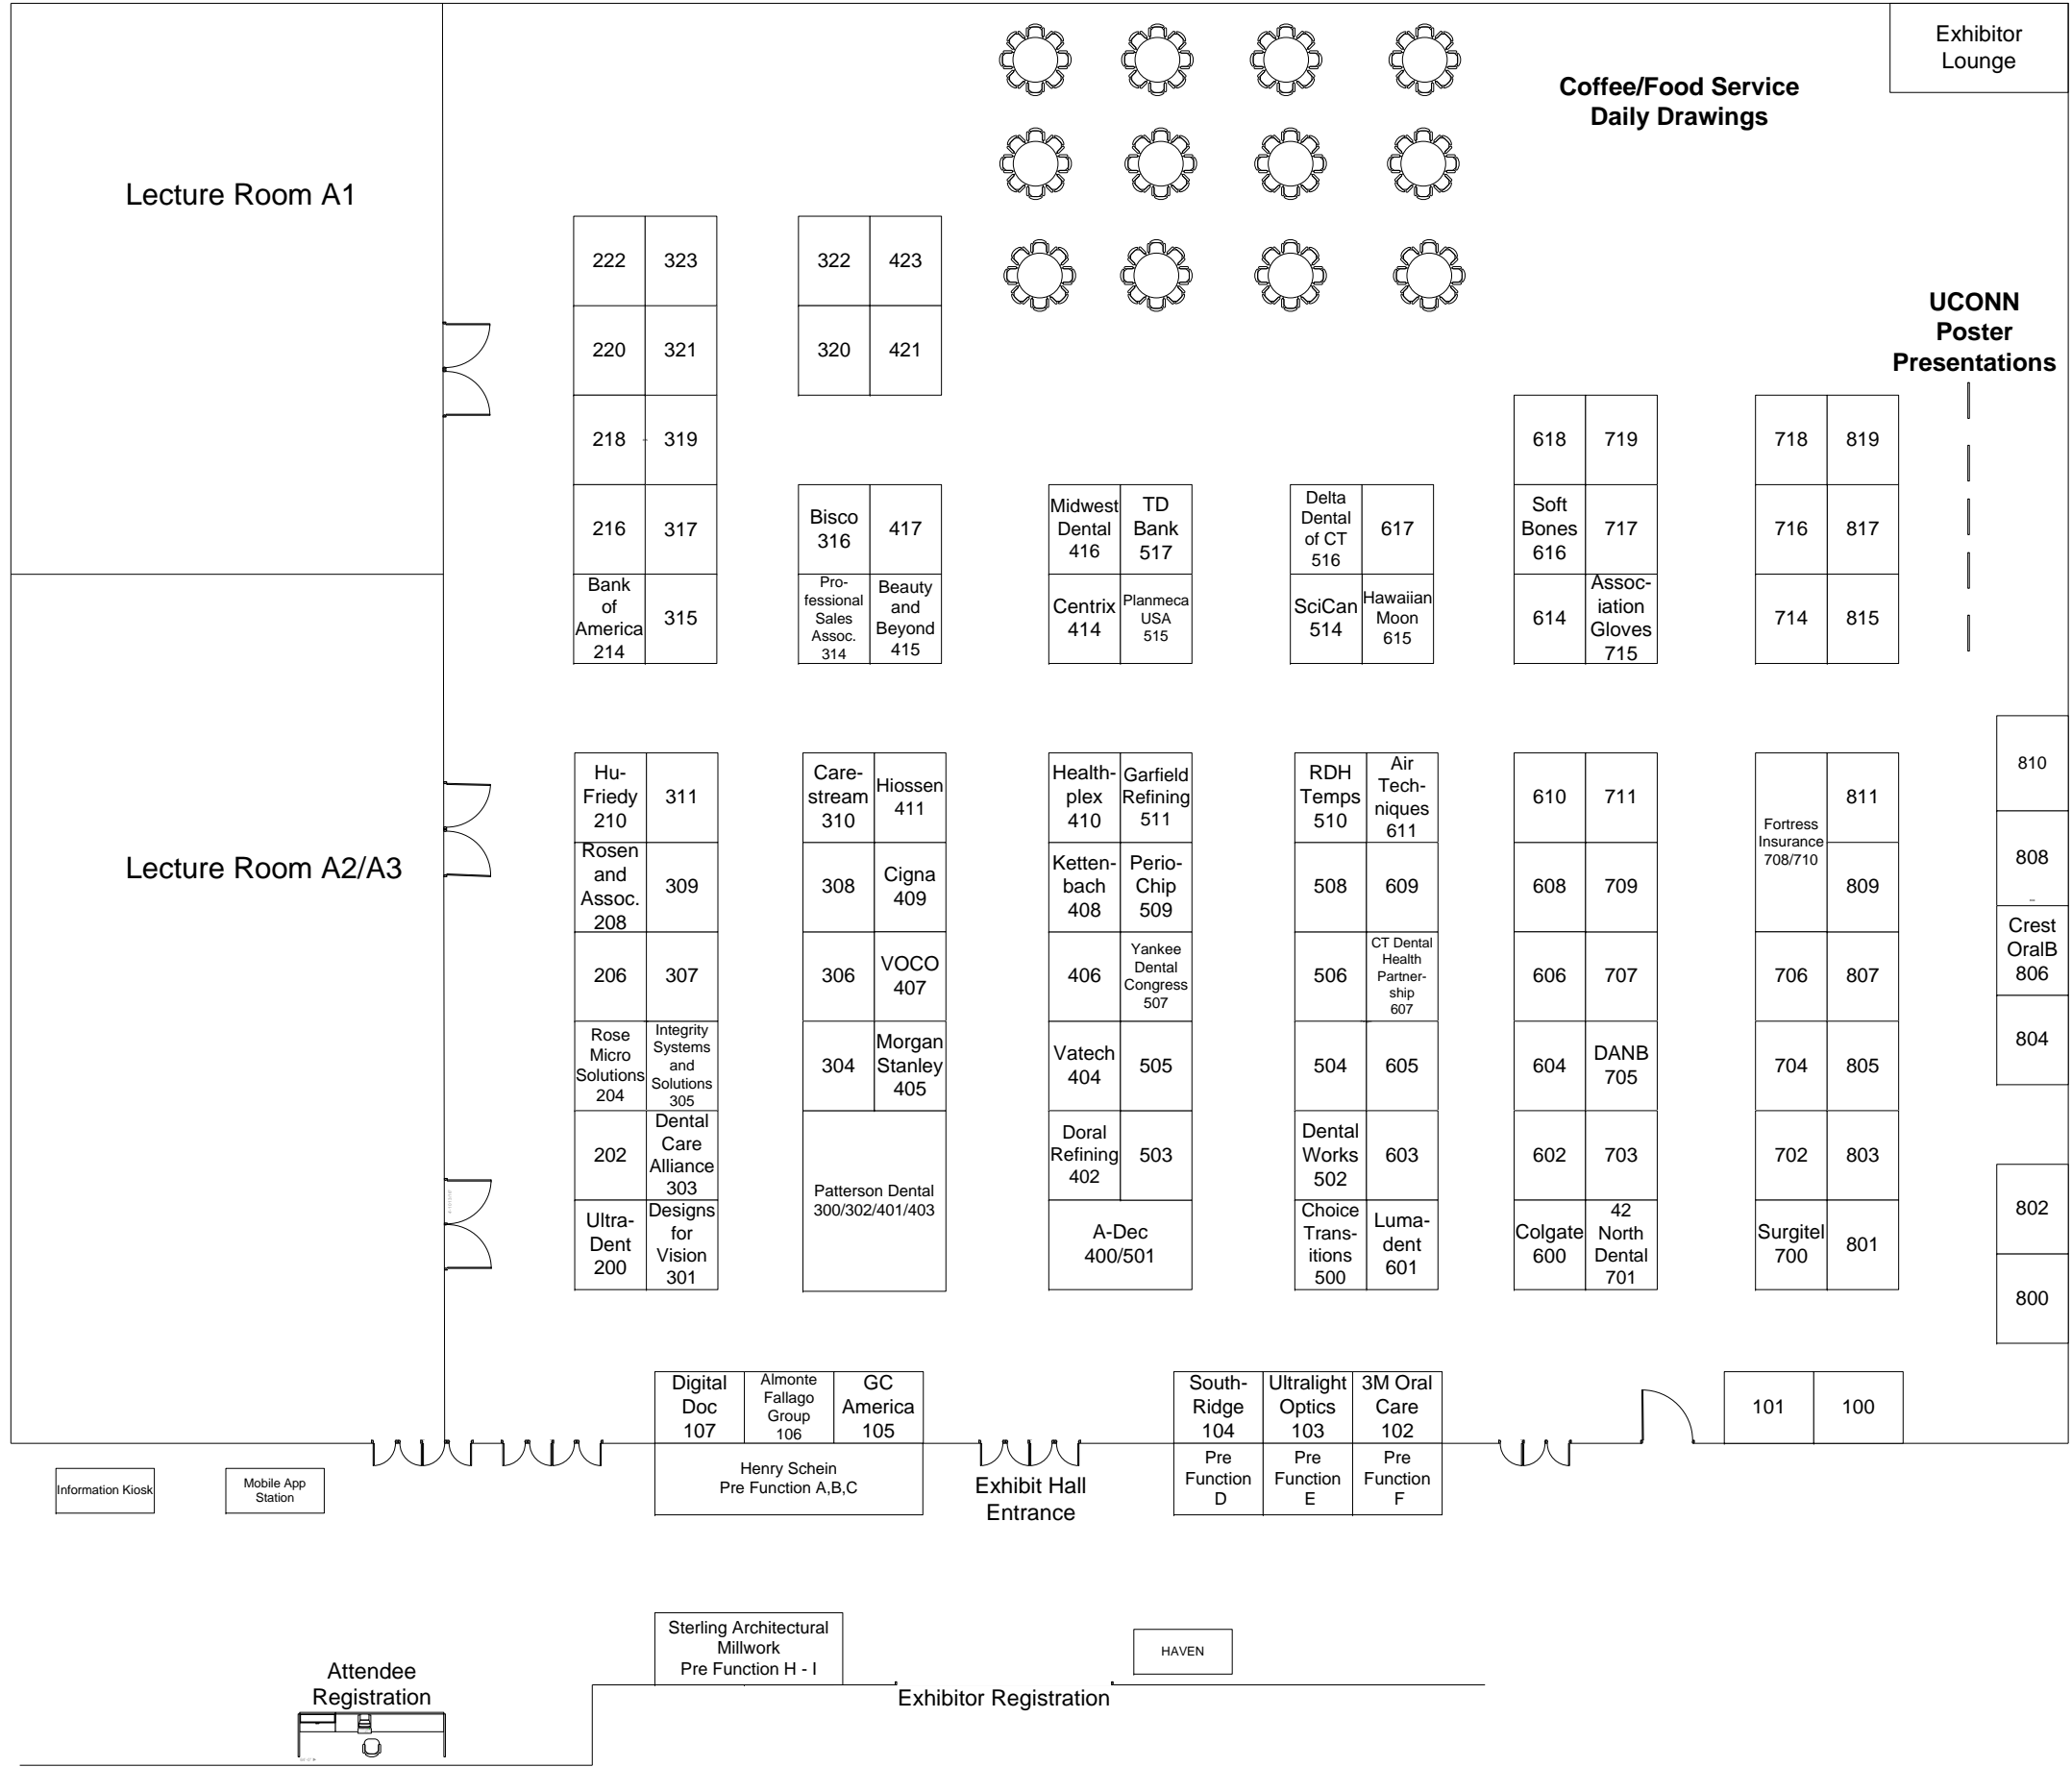 Exhibitor
Lounge
Coffee/Food Service
Daily Drawings
Lecture Room A1
222
323
322
423
UCONN
Poster
Presentations
220
321
320
421
218
319
618
719
718
819
216
317
Bisco
316
417
Midwest
Dental
416
TD
Bank
517
Delta
Dental
of CT
516
617
Soft
Bones
616
717
716
817
Bank
of
America
214
315
Pro-
fessional
Sales
Assoc.
314
Beauty
and
Beyond
415
Centrix
414
Planmeca
USA
515
SciCan
514
Hawaiian
Moon
615
614
Assoc-
iation
Gloves
715
714
815
Lecture Room A2/A3
Hu-
Friedy
210
311
Care-
stream
310
Hiossen
411
Health-
plex
410
Garfield
Refining
511
RDH
Temps
510
Air
Tech-
niques
611
610
711
Fortress
Insurance
708/710
811
810
Rosen
and
Assoc.
208
309
308
Cigna
409
Ketten-
bach
408
Perio-
Chip
509
508
609
608
709
809
808
206
307
306
VOCO
407
406
Yankee
Dental
Congress
507
506
CT Dental
Health
Partner-
ship
607
606
707
706
807
Crest
OralB
806
Rose
Micro
Solutions
204
Integrity
Systems
and
Solutions
305
304
Morgan
Stanley
405
Vatech
404
505
504
605
604
DANB
705
704
805
804
202
Dental
Care
Alliance
303
Patterson Dental
300/302/401/403
Doral
Refining
402
503
Dental
Works
502
603
602
703
702
803
802
Ultra-
Dent
200
Designs
for
Vision
301
A-Dec
400/501
Choice
Trans-
itions
500
Luma-
dent
601
Colgate
600
42
North
Dental
701
Surgitel
700
801
800
Digital
Doc
107
Almonte
Fallago
Group
106
GC
America
105
South-
Ridge
104
Ultralight
Optics
103
3M Oral
Care
102
101
100
Information Kiosk
Mobile App
Station
Henry Schein
Pre Function A,B,C
Exhibit Hall
Entrance
Pre
Function
D
Pre
Function
E
Pre
Function
F
Sterling Architectural
Millwork
Pre Function H - I
HAVEN
Attendee
Registration
Exhibitor Registration